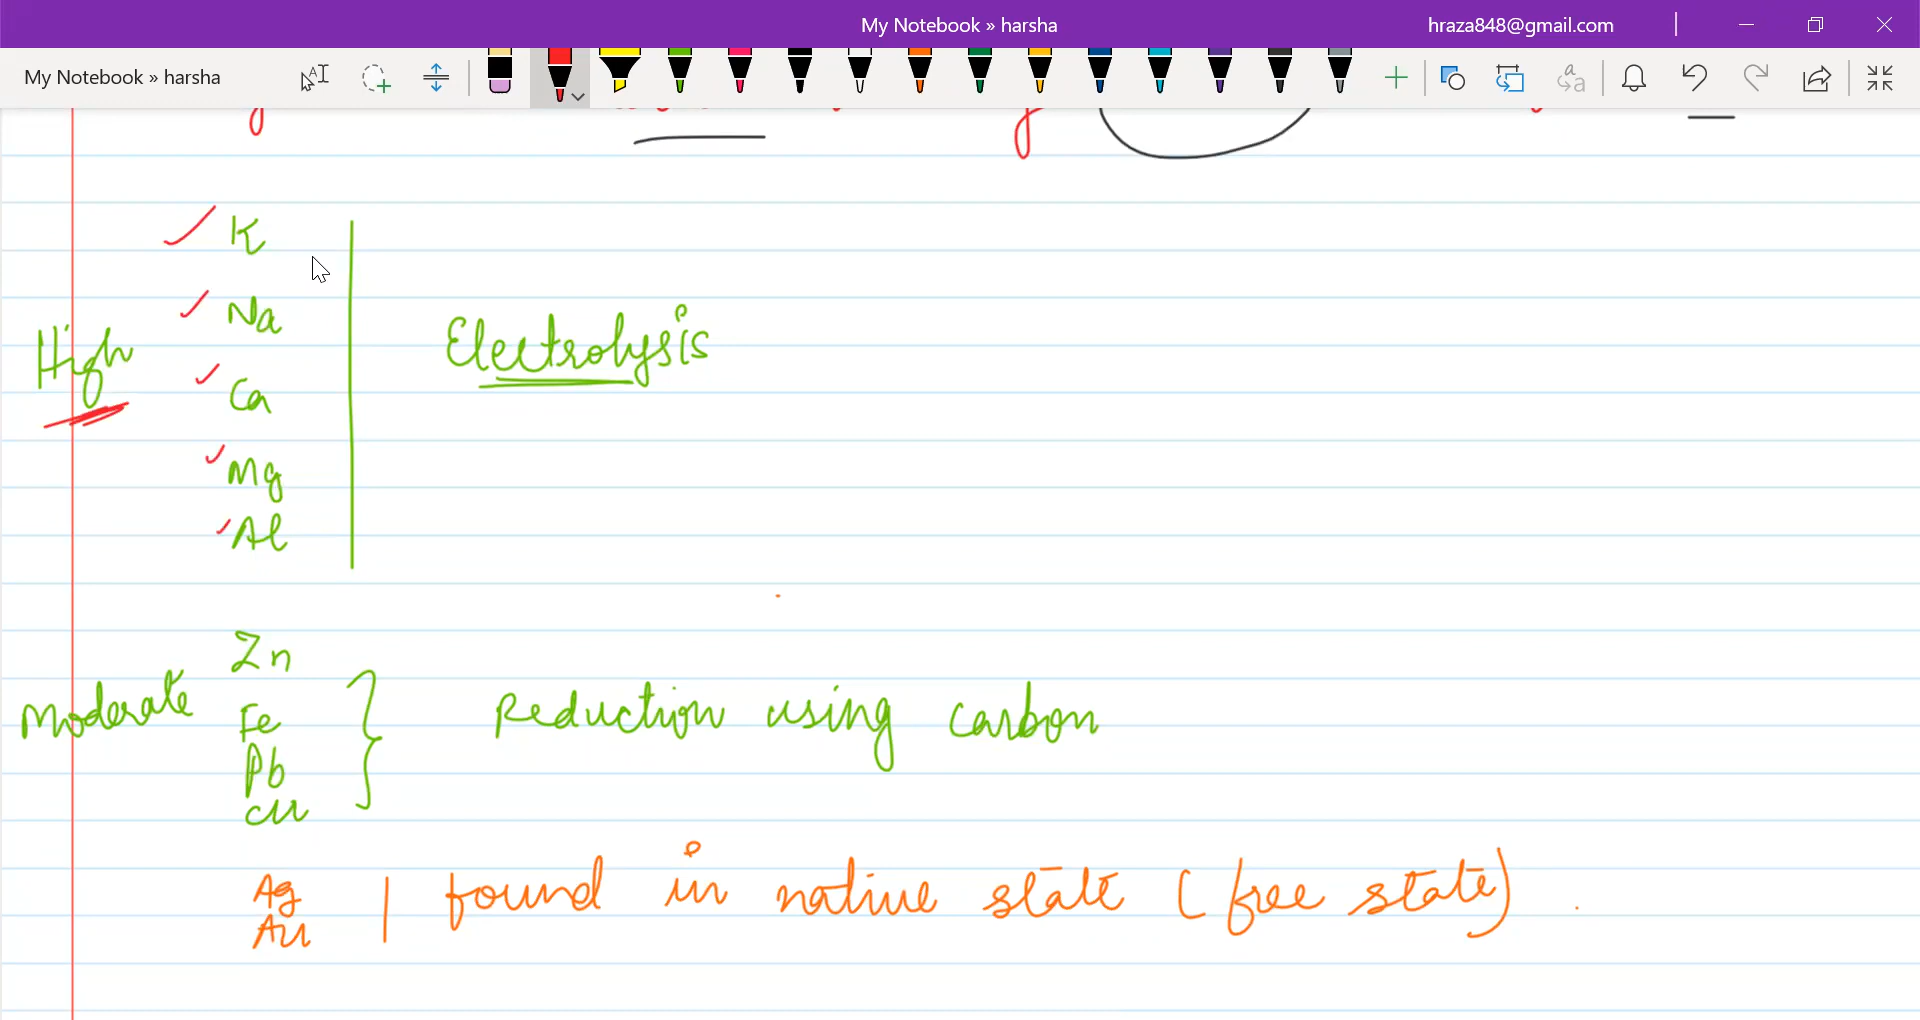 My Notebook » harsha
hraza848@gmail.com
My Notebook » harsha
K
Na
High
Electrolysis
Ca
Mg
Al
Zn
Moderate
Fe
Reduction using carbon
Pb
Cu
Ag
found in native state (free state).
Au